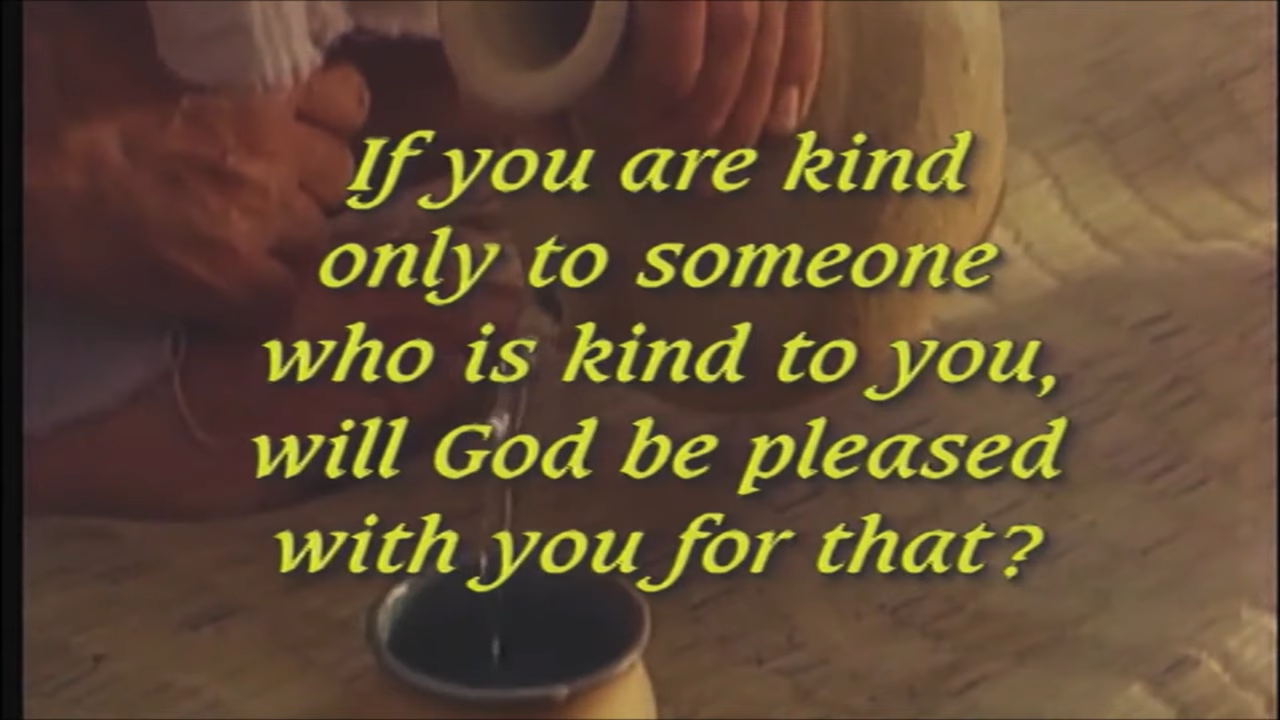 If you are kind
only to someone
who is kind to you,
will God be pleased
with you for that?